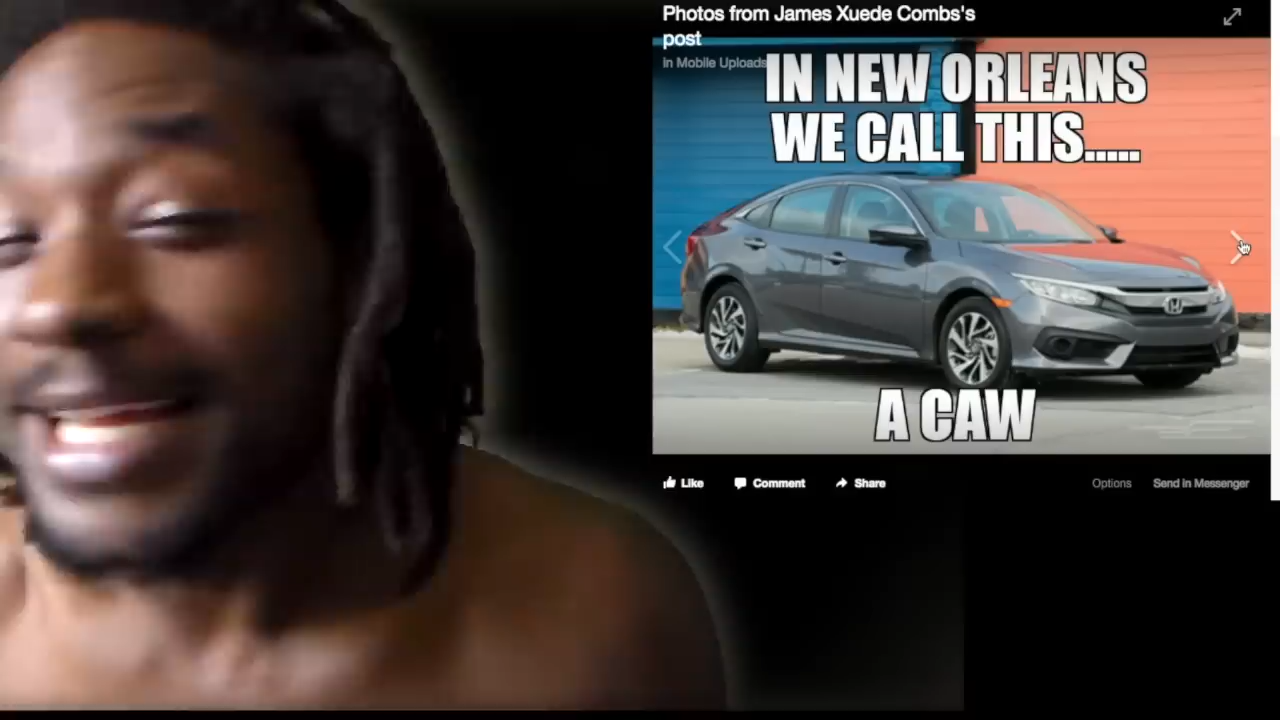 Photos from James Xuede Combs's
post
in Mobile Uploads
IN NEW ORLEANS
WE CALL THIS.....
A CAW
Like Comment Share Options Send in Messenger